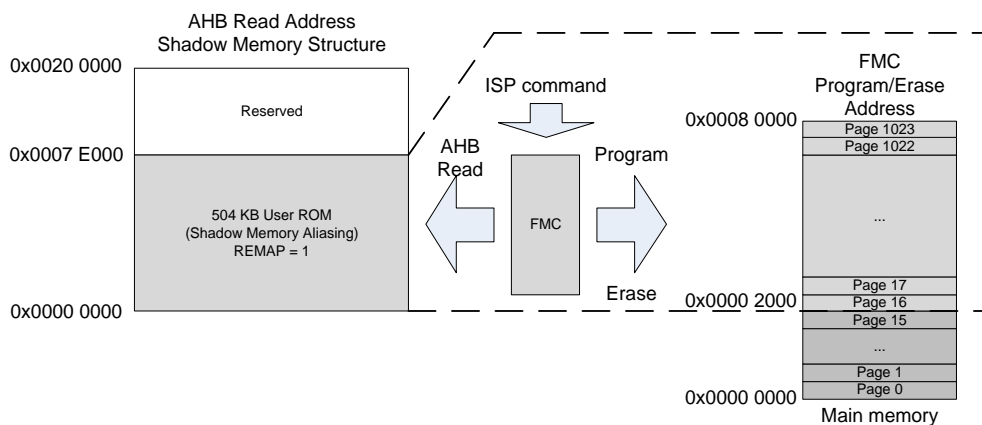 AHB Read Address
Shadow Memory Structure
0x0020 0000
Reserved
0x0007 E000
504 KB User ROM
(Shadow Memory Aliasing)
REMAP = 1
0x0000 0000
ISP command
AHB
Read
FMC
Program
Erase
FMC
Program/Erase
Address
0x0008 0000
Page 1023
Page 1022
...
Page 17
0x0000 2000
Page 16
Page 15
...
Page 1
Page 0
0x0000 0000
Main memory